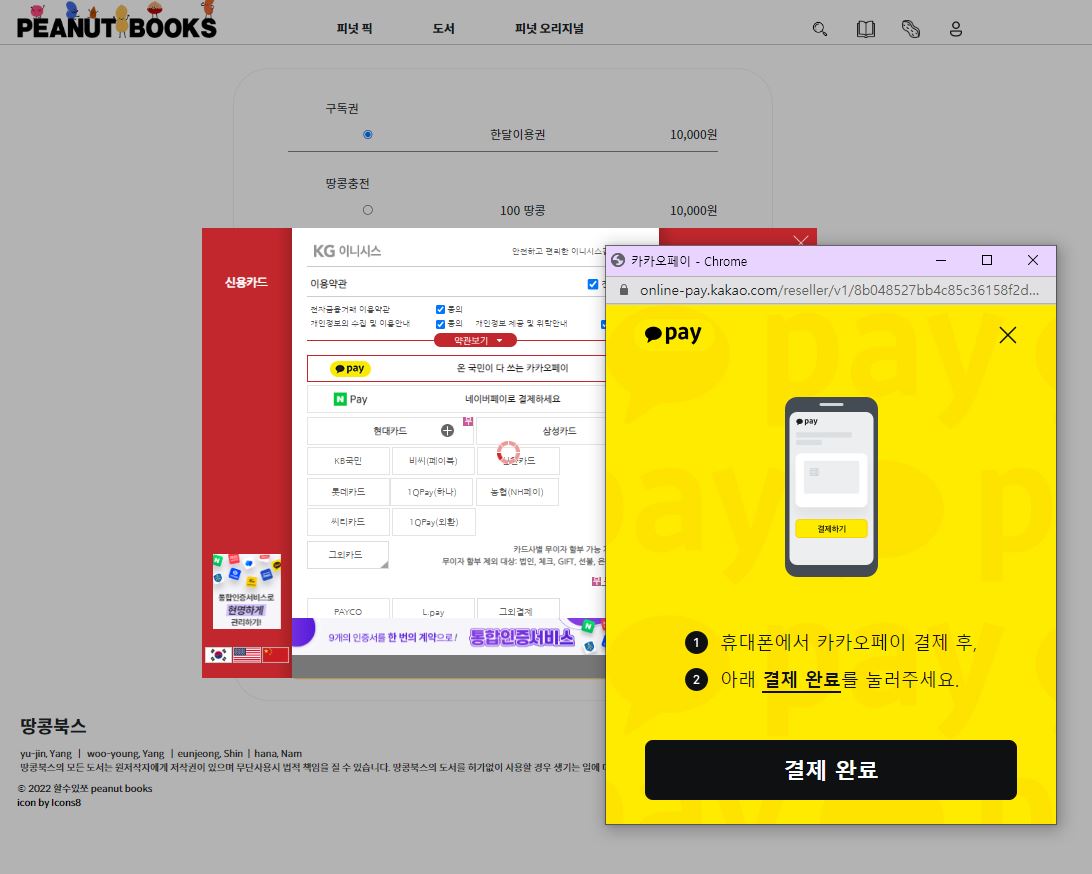 PEANUT BOOKS
피넛 픽 도서 피넛 오리지널
구독권
한달이용권 10,000원
땅콩충전
100 땅콩 10,000원
신용카드
통합인증서비스로
현명하게
관리하기!
KG 이니시스
안전하고 편리한 이니시스
이용약관
전자금융거래 이용약관 동의
개인정보의 수집 및 이용안내 동의 개인정보 제공 및 위탁안내
약관보기
pay 온 국민이 다 쓰는 카카오페이
N Pay 네이버페이로 결제하세요
현대카드 무 삼성카드
KB국민 비씨(페이북)
롯데카드 1QPay(하나) 농협(NH페이)
씨티카드 1QPay(외환)
그외카드
카드사별 무이자 할부 가능
무이자 할부 제외 대상: 법인, 체크, GIFT, 선불,
무
PAYCO L.pay 그외결제
9개의 인증서를 한 번의 계약으로! 통합인증서비스
카카오페이 - Chrome
online-pay.kakao.com/reseller/v1/8b048527bb4c85c36158f2d...
pay
pay
결제하기
1 휴대폰에서 카카오페이 결제 후,
2 아래 결제 완료를 눌러주세요.
결제 완료
땅콩북스
yu-jin, Yang | woo-young, Yang | eunjeong, Shin | hana, Nam
땅콩북스의 모든 도서는 원저작자에게 저작권이 있으며 무단사용시 법적 책임을 질 수 있습니다. 땅콩북스의 도서를 허가없이 사용할 경우 생기는 일에
© 2022 할수있쪼 peanut books
icon by Icons8